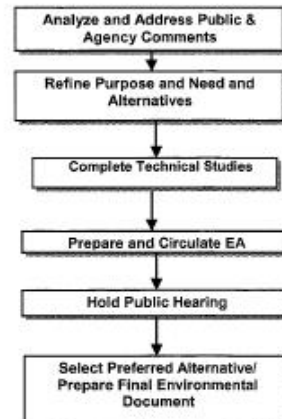 Analyze and Address Public &
Agency Comments
Refine Purpose and Need and
Alternatives
Complete Technical Studies
Prepare and Circulate EA
Hold Public Hearing
Select Preferred Alternative/
Prepare Final Environmental
Document